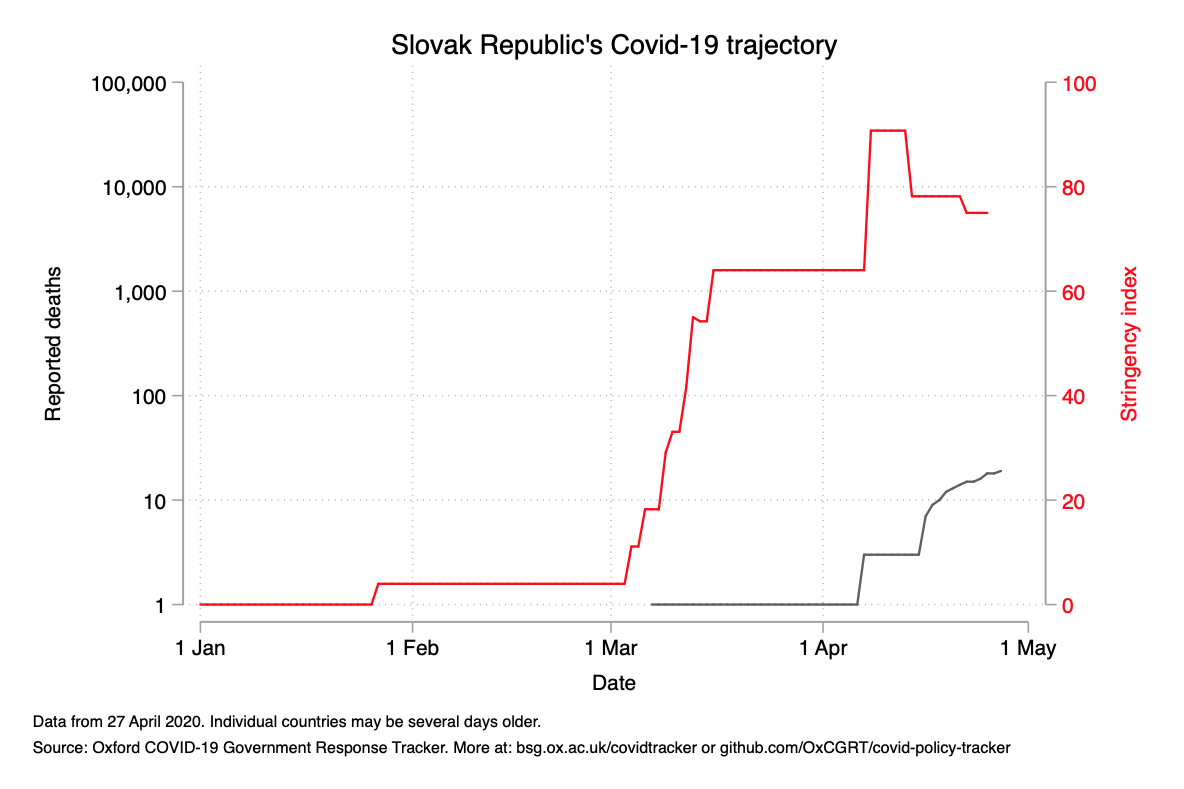 Slovak Republic's Covid-19 trajectory
100,000
10,000
1,000
100
10
1
Reported deaths
100
80
60
40
20
0
Stringency index
1 Jan
1 Feb
1 Mar
1 Apr
1 May
Date
Data from 27 April 2020. Individual countries may be several days older.
Source: Oxford COVID-19 Government Response Tracker. More at: bsg.ox.ac.uk/covidtracker or github.com/OxCGRT/covid-policy-tracker